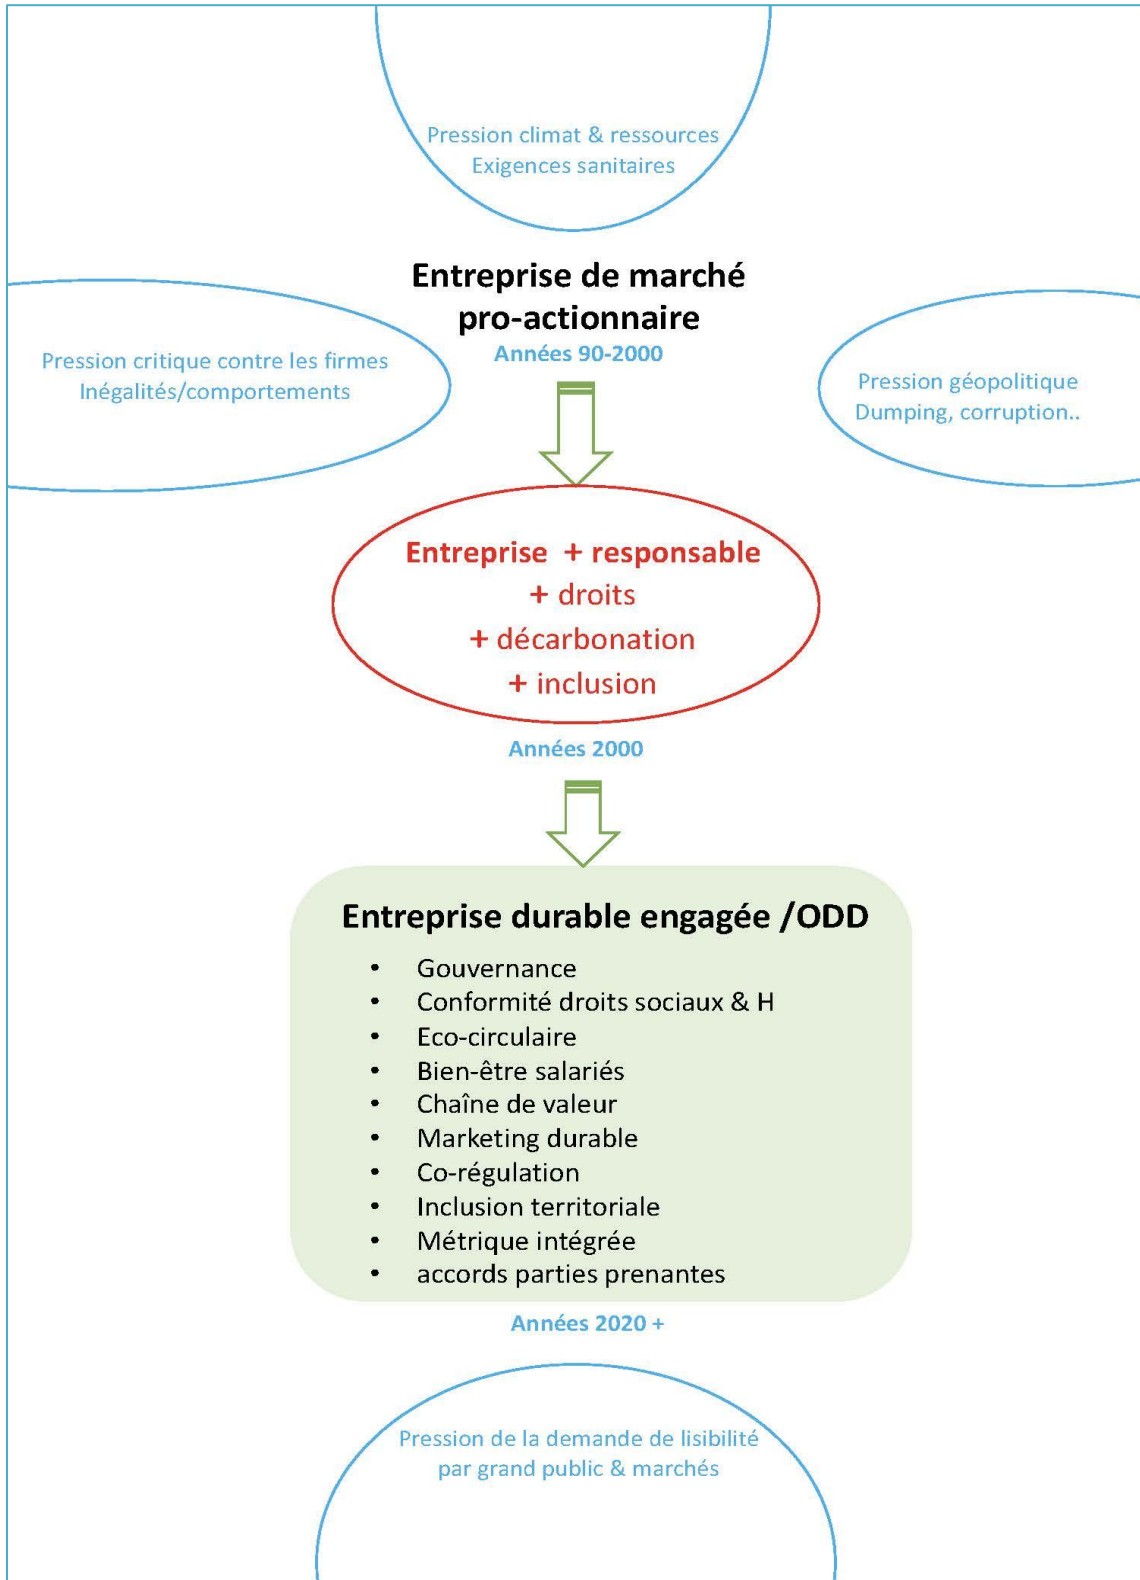 Pression climat & ressources
Exigences sanitaires
Entreprise de marché
pro-actionnaire
Années 90-2000
Pression critique contre les firmes
Inégalités/comportements
Pression géopolitique
Dumping, corruption..
Entreprise + responsable
+ droits
+ décarbonation
+ inclusion
Années 2000
Entreprise durable engagée /ODD
• Gouvernance
• Conformité droits sociaux & H
• Eco-circulaire
• Bien-être salariés
• Chaîne de valeur
• Marketing durable
• Co-régulation
• Inclusion territoriale
• Métrique intégrée
• accords parties prenantes
Années 2020 +
Pression de la demande de lisibilité
par grand public & marchés